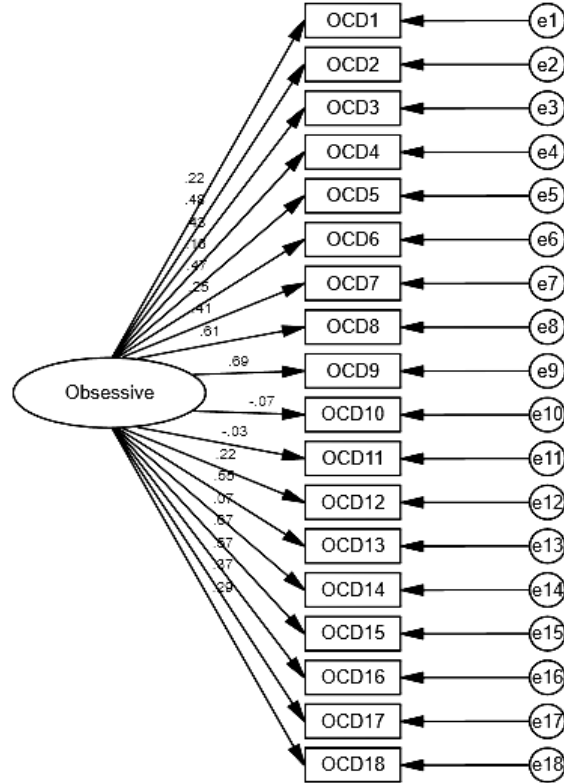 OCD1 e1
OCD2 e2
OCD3 e3
OCD4 e4
.22
OCD5 e5
.48
.43
OCD6 e6
.47
OCD7 e7
.25
.41
OCD8 e8
.61
OCD9 e9
.69
Obsessive
OCD10 e10
-.07
OCD11 e11
-.03
.22
OCD12 e12
.07
OCD13 e13
.67
.57
OCD14 e14
.37
.29
OCD15 e15
OCD16 e16
OCD17 e17
OCD18 e18